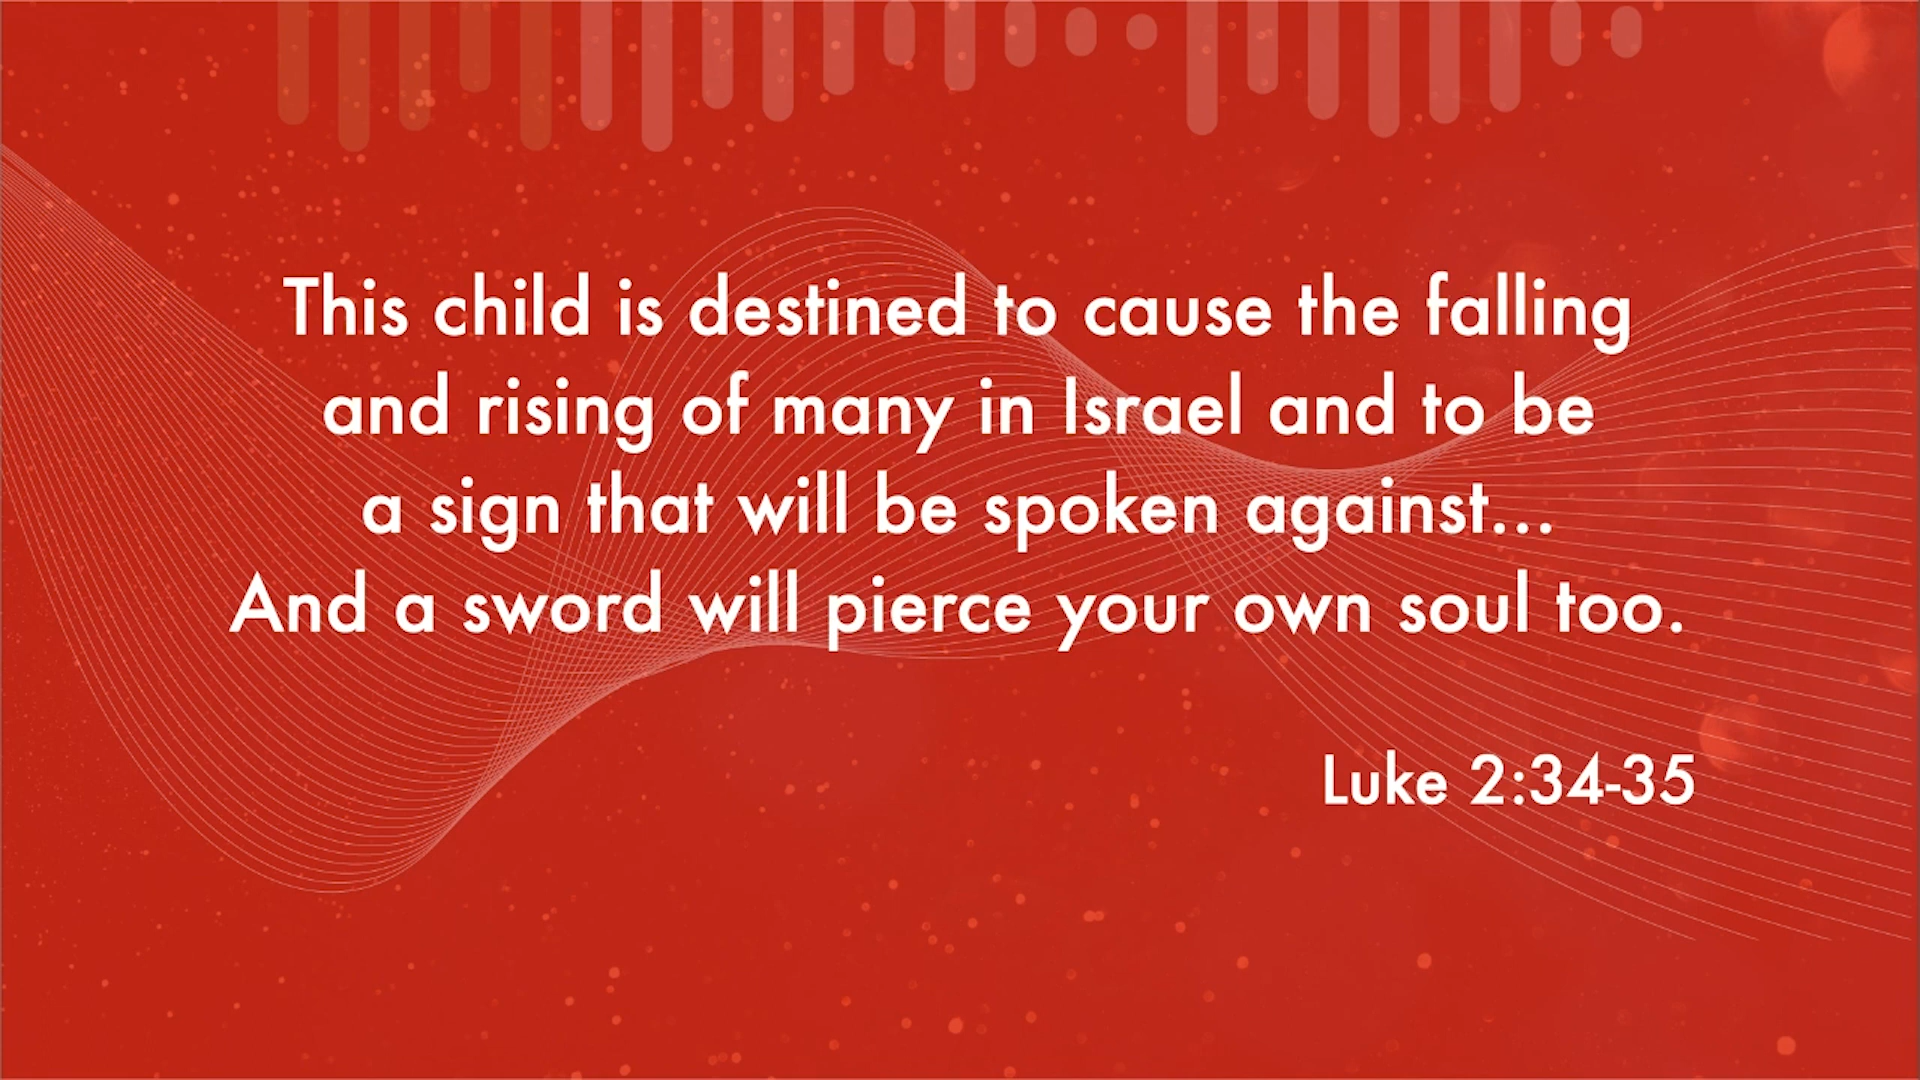 This child is destined to cause the falling
and rising of many in Israel and to be
a sign that will be spoken against...
And a sword will pierce your own soul too.
Luke 2:34-35